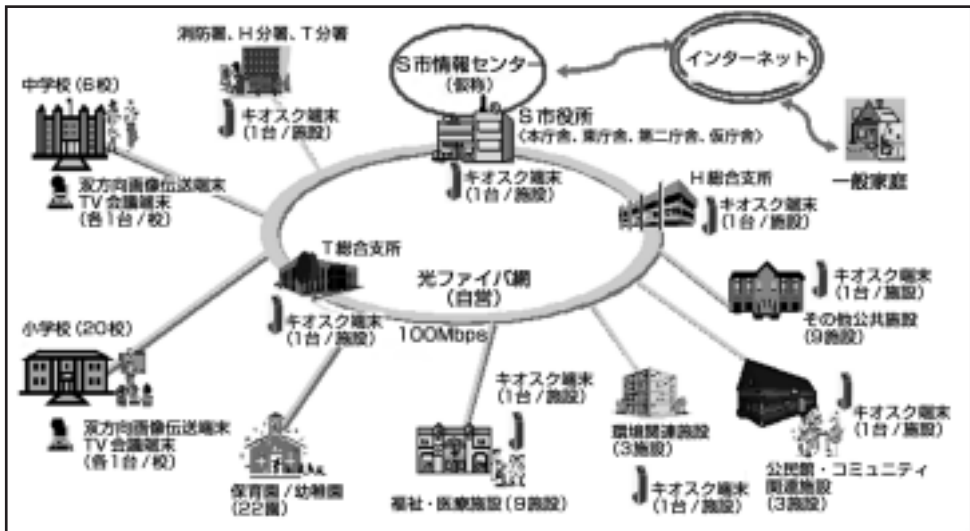 消防署、H分署、T分署
キオスク端末
(1台/施設)
S市情報センター
(仮称)
インターネット
中学校(6校)
双方向画像伝送端末
TV会議端末
(各1台/校)
S市役所
〈本庁舎、東庁舎、第二庁舎、仮庁舎〉
キオスク端末
(1台/施設)
一般家庭
H総合支所
キオスク端末
(1台/施設)
T総合支所
キオスク端末
(1台/施設)
光ファイバ網
(自営)
100Mbps
キオスク端末
(1台/施設)
その他公共施設
(9施設)
小学校(20校)
双方向画像伝送端末
TV会議端末
(各1台/校)
保育園/幼稚園
(22園)
キオスク端末
(1台/施設)
福祉・医療施設(9施設)
環境関連施設
(3施設)
キオスク端末
(1台/施設)
キオスク端末
(1台/施設)
公民館・コミュニティ
関連施設
(3施設)